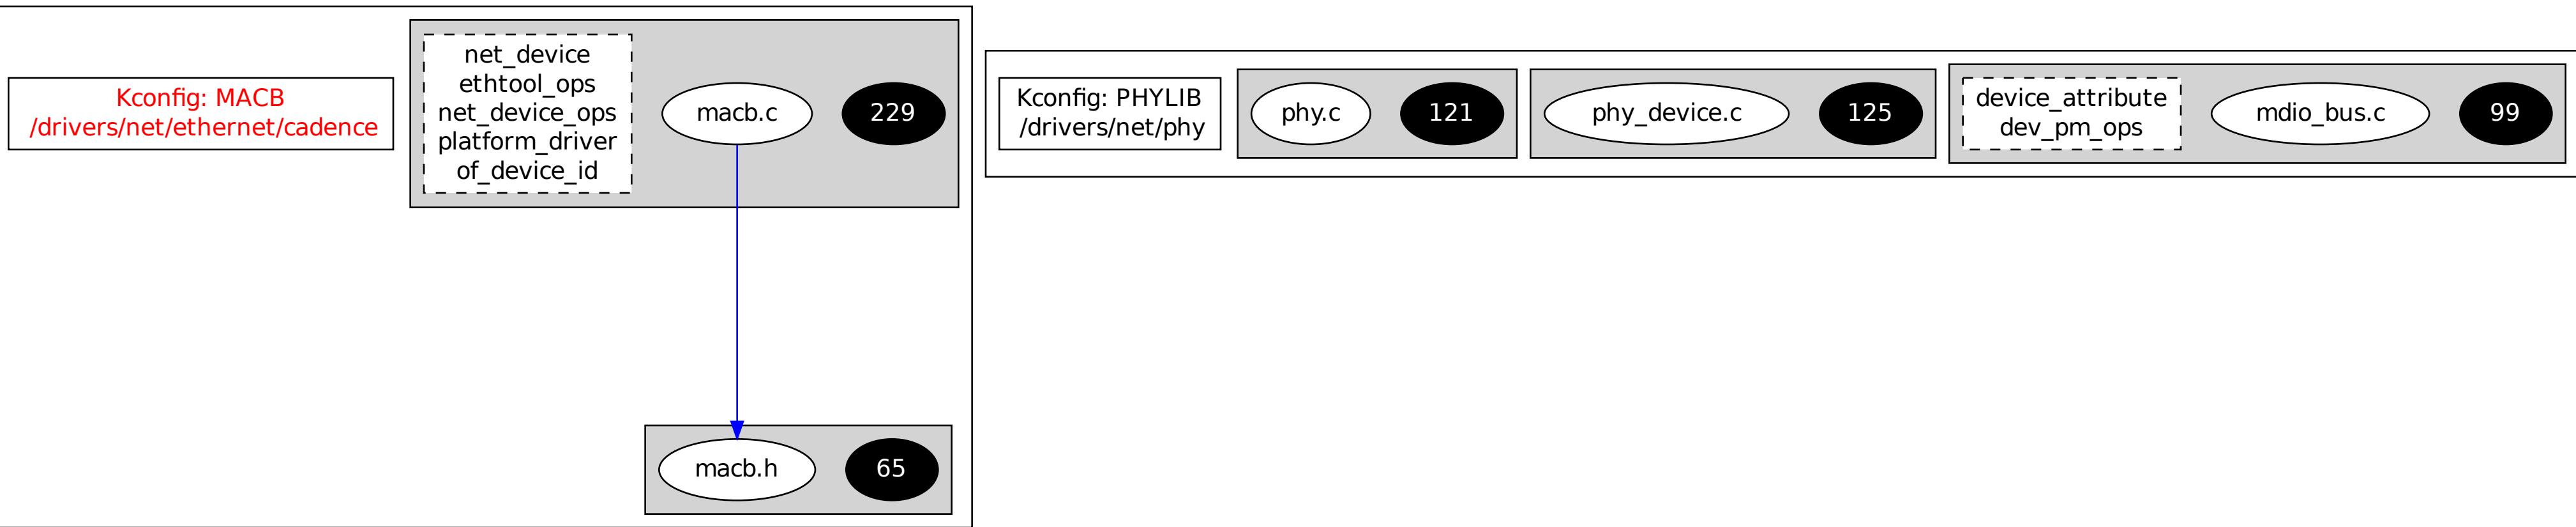 Kconfig: MACB
/drivers/net/ethernet/cadence
net_device
ethtool_ops
net_device_ops
platform_driver
of_device_id
macb.c
229
macb.h
65
Kconfig: PHYLIB
/drivers/net/phy
phy.c
121
phy_device.c
125
device_attribute
dev_pm_ops
mdio_bus.c
99